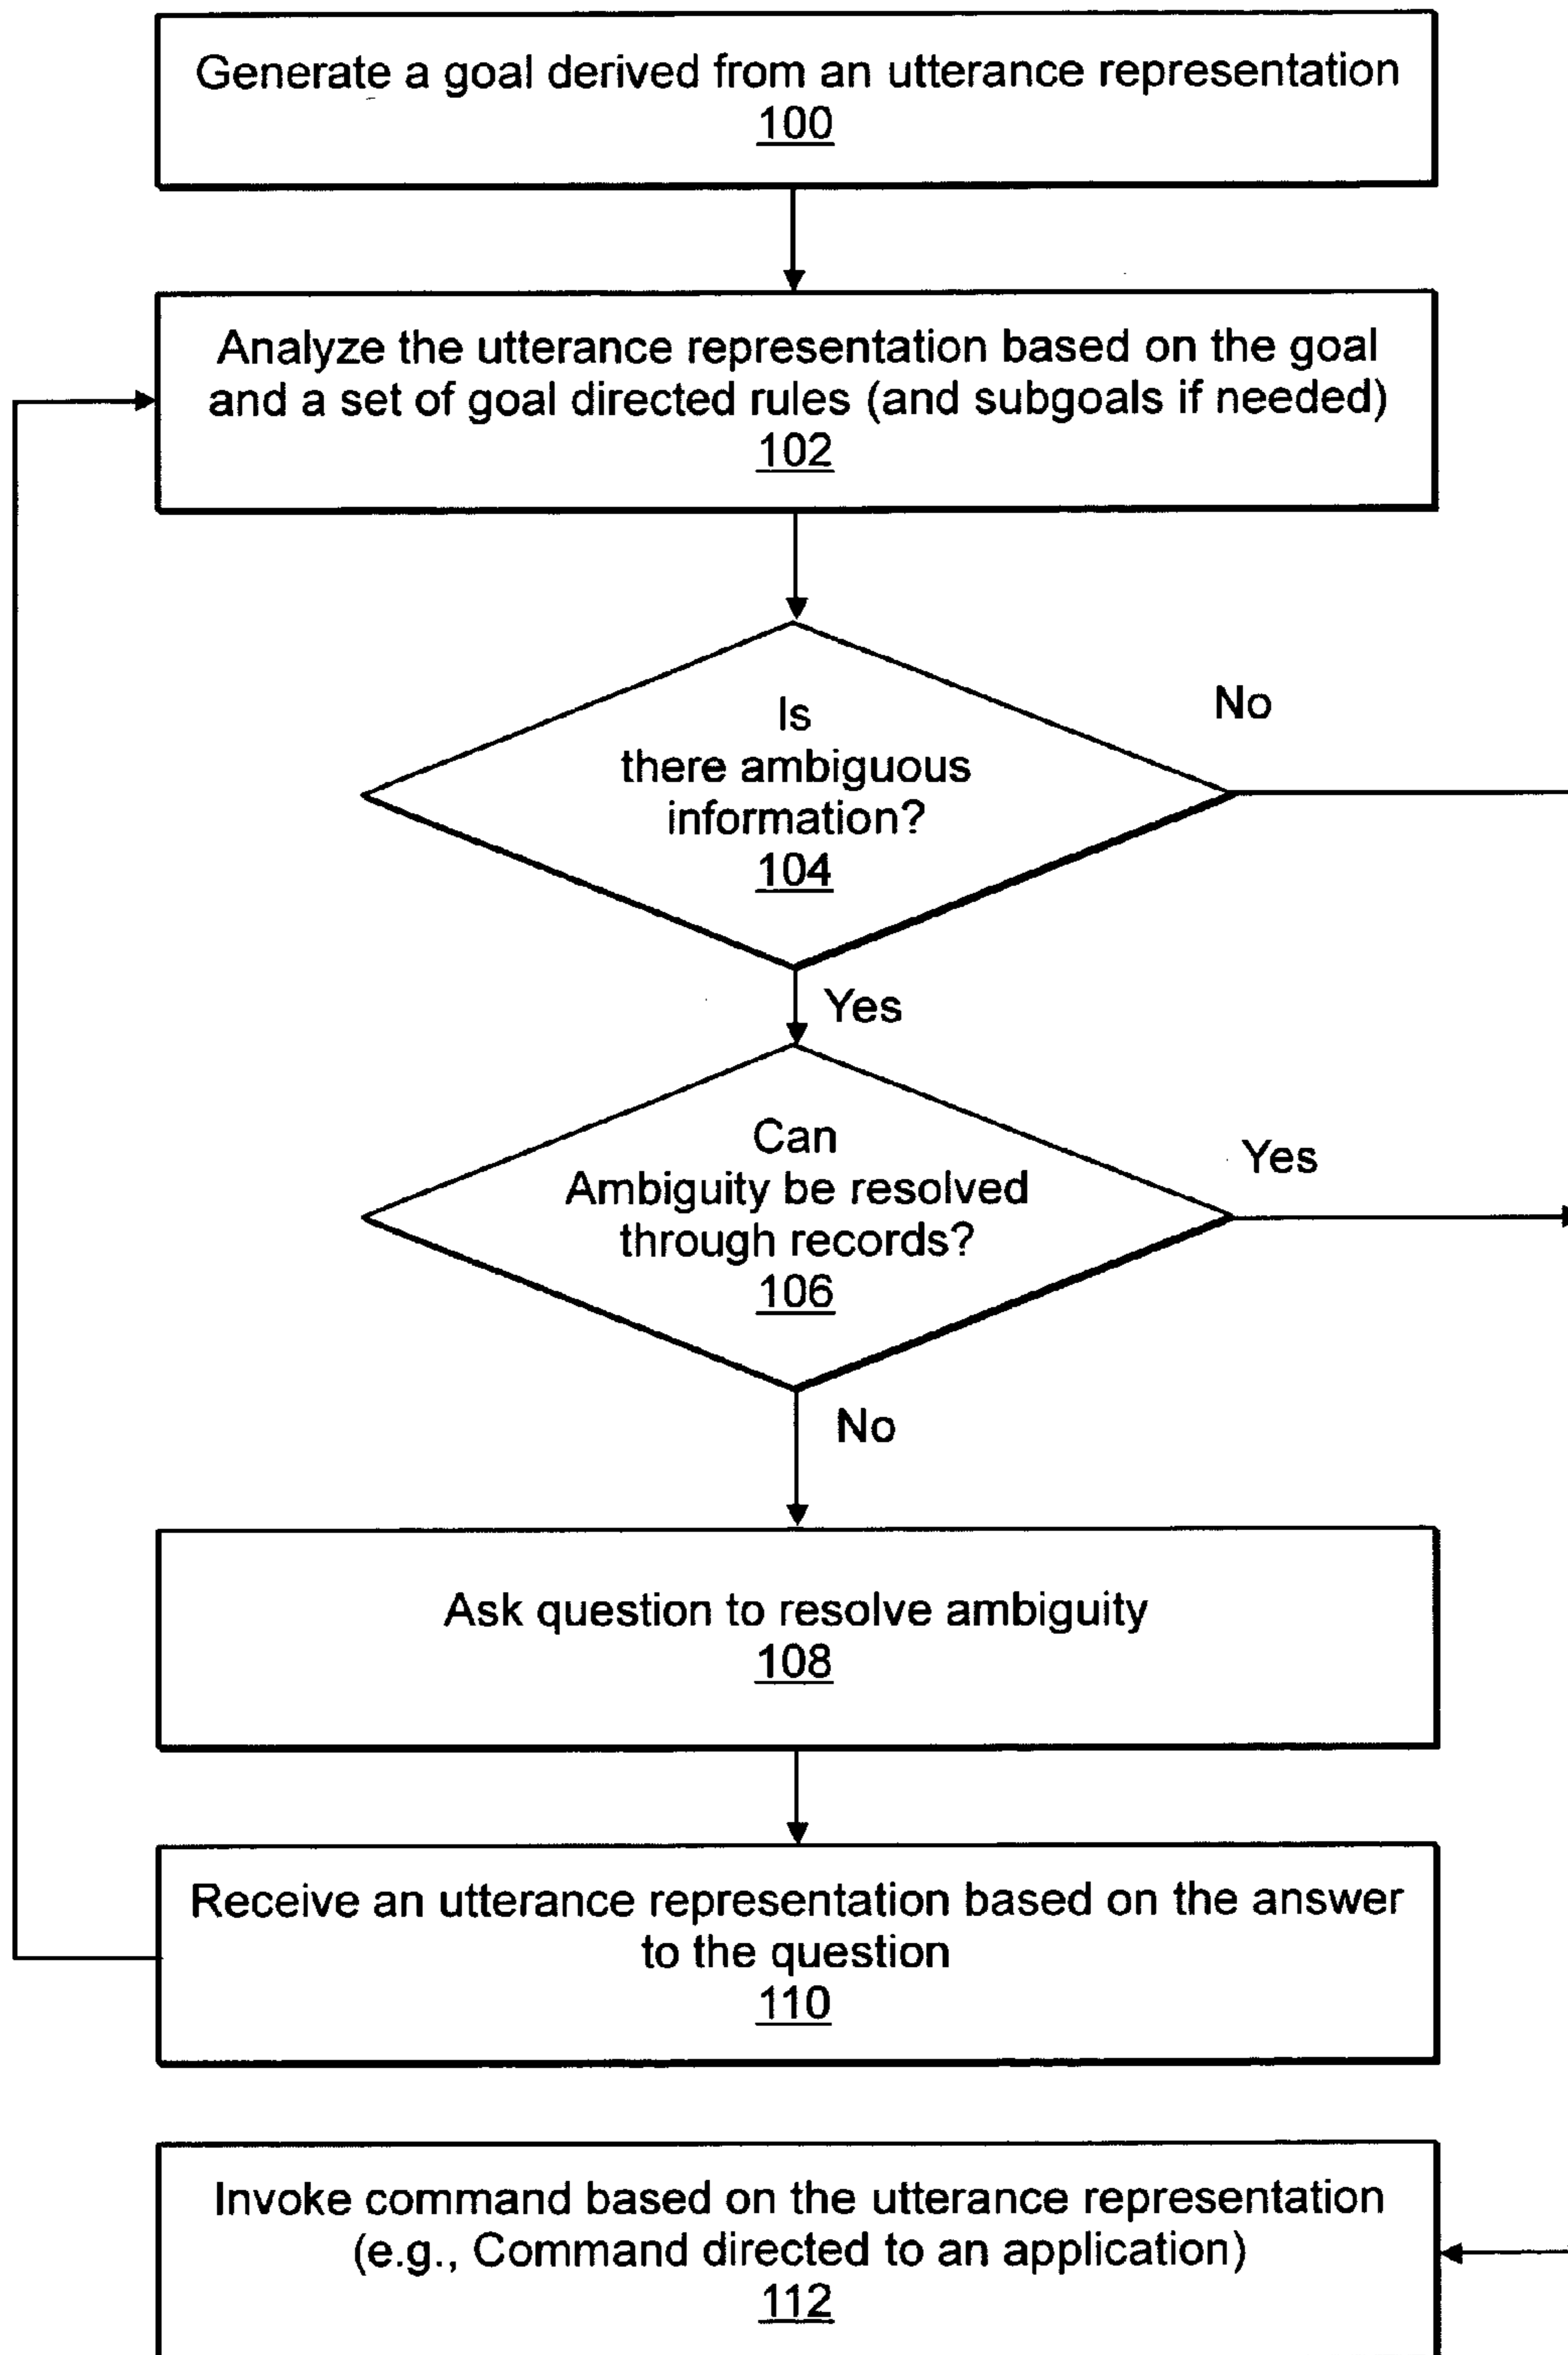 Generate a goal derived from an utterance representation
100
Analyze the utterance representation based on the goal
and a set of goal directed rules (and subgoals if needed)
102
Is
there ambiguous
information?
104
No
Yes
Can
Ambiguity be resolved
through records?
106
Yes
No
Ask question to resolve ambiguity
108
Receive an utterance representation based on the answer
to the question
110
Invoke command based on the utterance representation
(e.g., Command directed to an application)
112